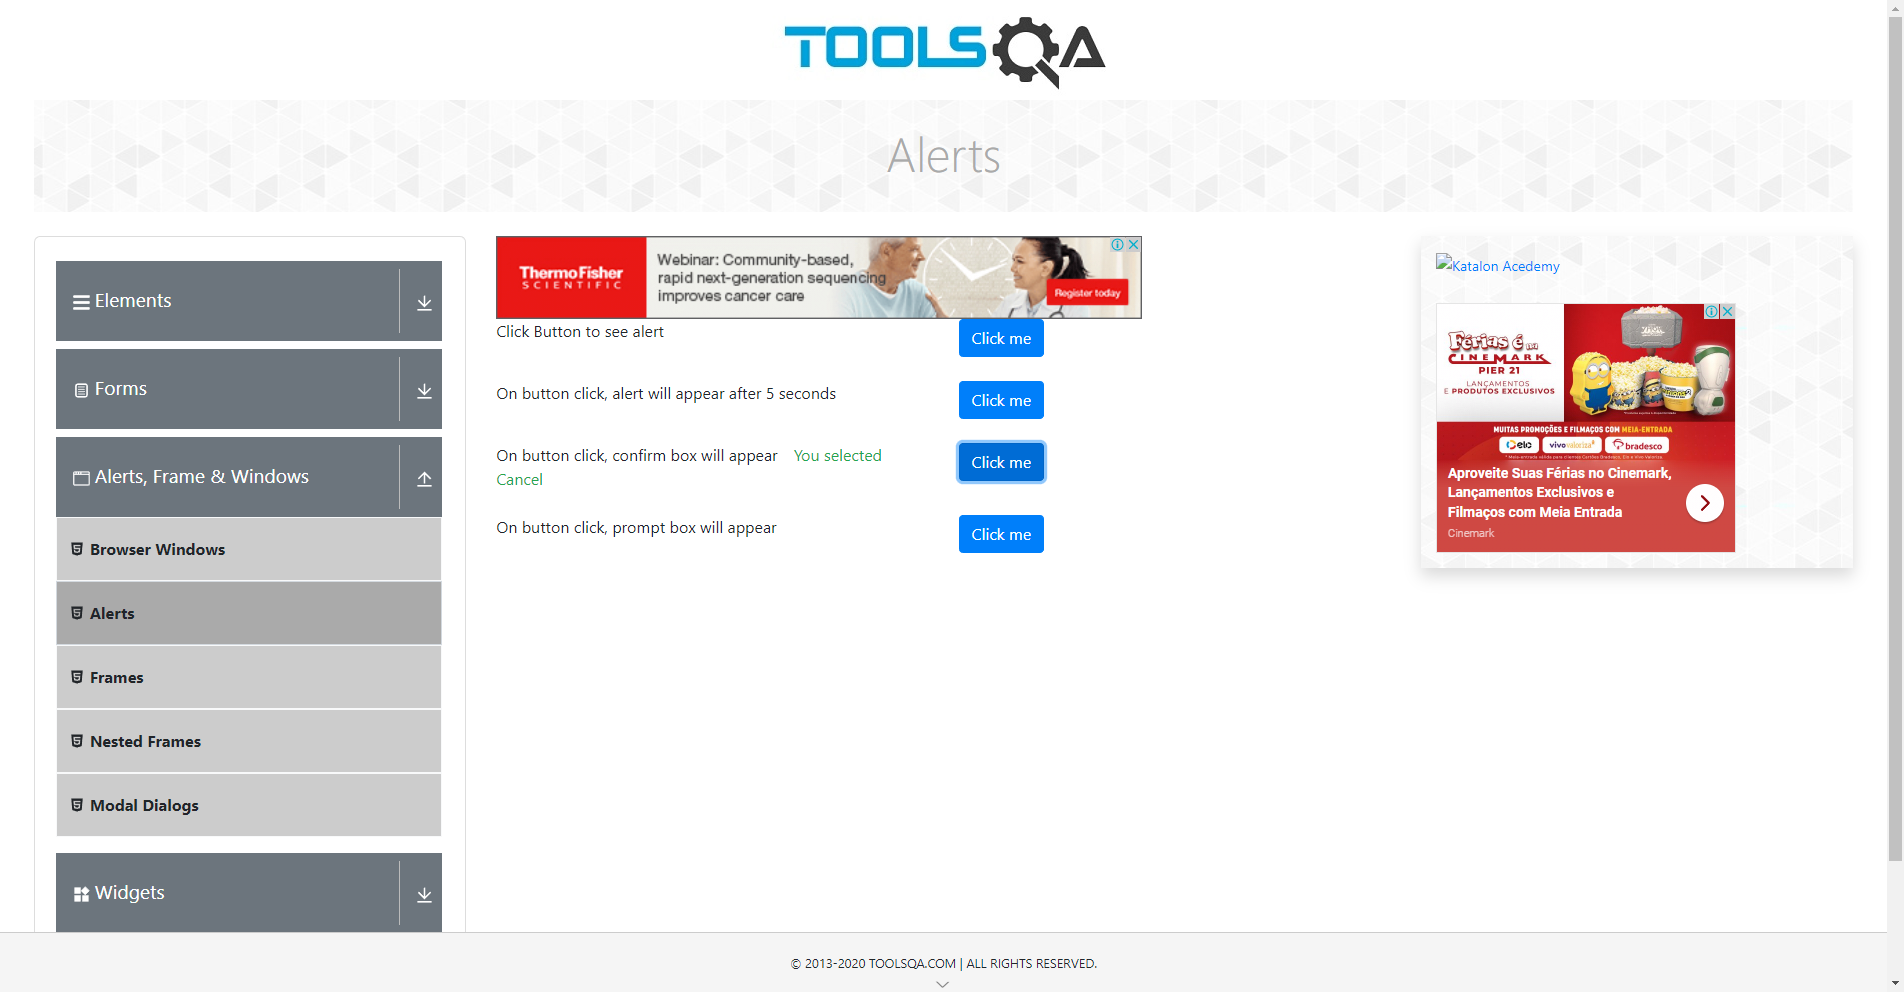 TOOLSQA
Alerts
Elements
Forms
Alerts, Frame & Windows
Browser Windows
Alerts
Frames
Nested Frames
Modal Dialogs
Widgets
ThermoFisher
SCIENTIFIC
Webinar: Community-based,
rapid next-generation sequencing
improves cancer care
Register today
Click Button to see alert
Click me
On button click, alert will appear after 5 seconds
Click me
On button click, confirm box will appear You selected
Cancel
Click me
On button click, prompt box will appear
Click me
Katalon Acedemy
Férias é na
CINEMARK
PIER 21
LANÇAMENTOS
E PRODUTOS EXCLUSIVOS
MUITAS PROMOÇÕES E FILMAÇOS COM MEIA-ENTRADA
elo
vivo valoriza
bradesco
Aproveite Suas Férias no Cinemark,
Lançamentos Exclusivos e
Filmaços com Meia Entrada
Cinemark
© 2013-2020 TOOLSQA.COM | ALL RIGHTS RESERVED.